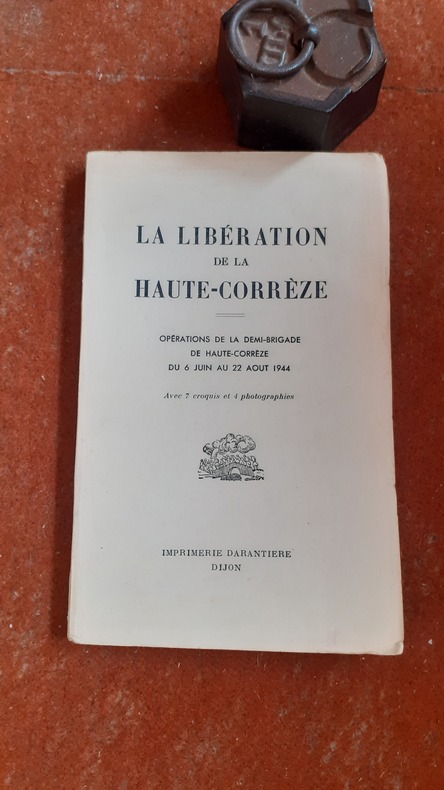 LA LIBÉRATION
DE LA
HAUTE-CORRÈZE
OPÉRATIONS DE LA DEMI-BRIGADE
DE HAUTE-CORRÈZE
DU 6 JUIN AU 22 AOUT 1944
Avec 7 croquis et 4 photographies
IMPRIMERIE DARANTIERE
DIJON